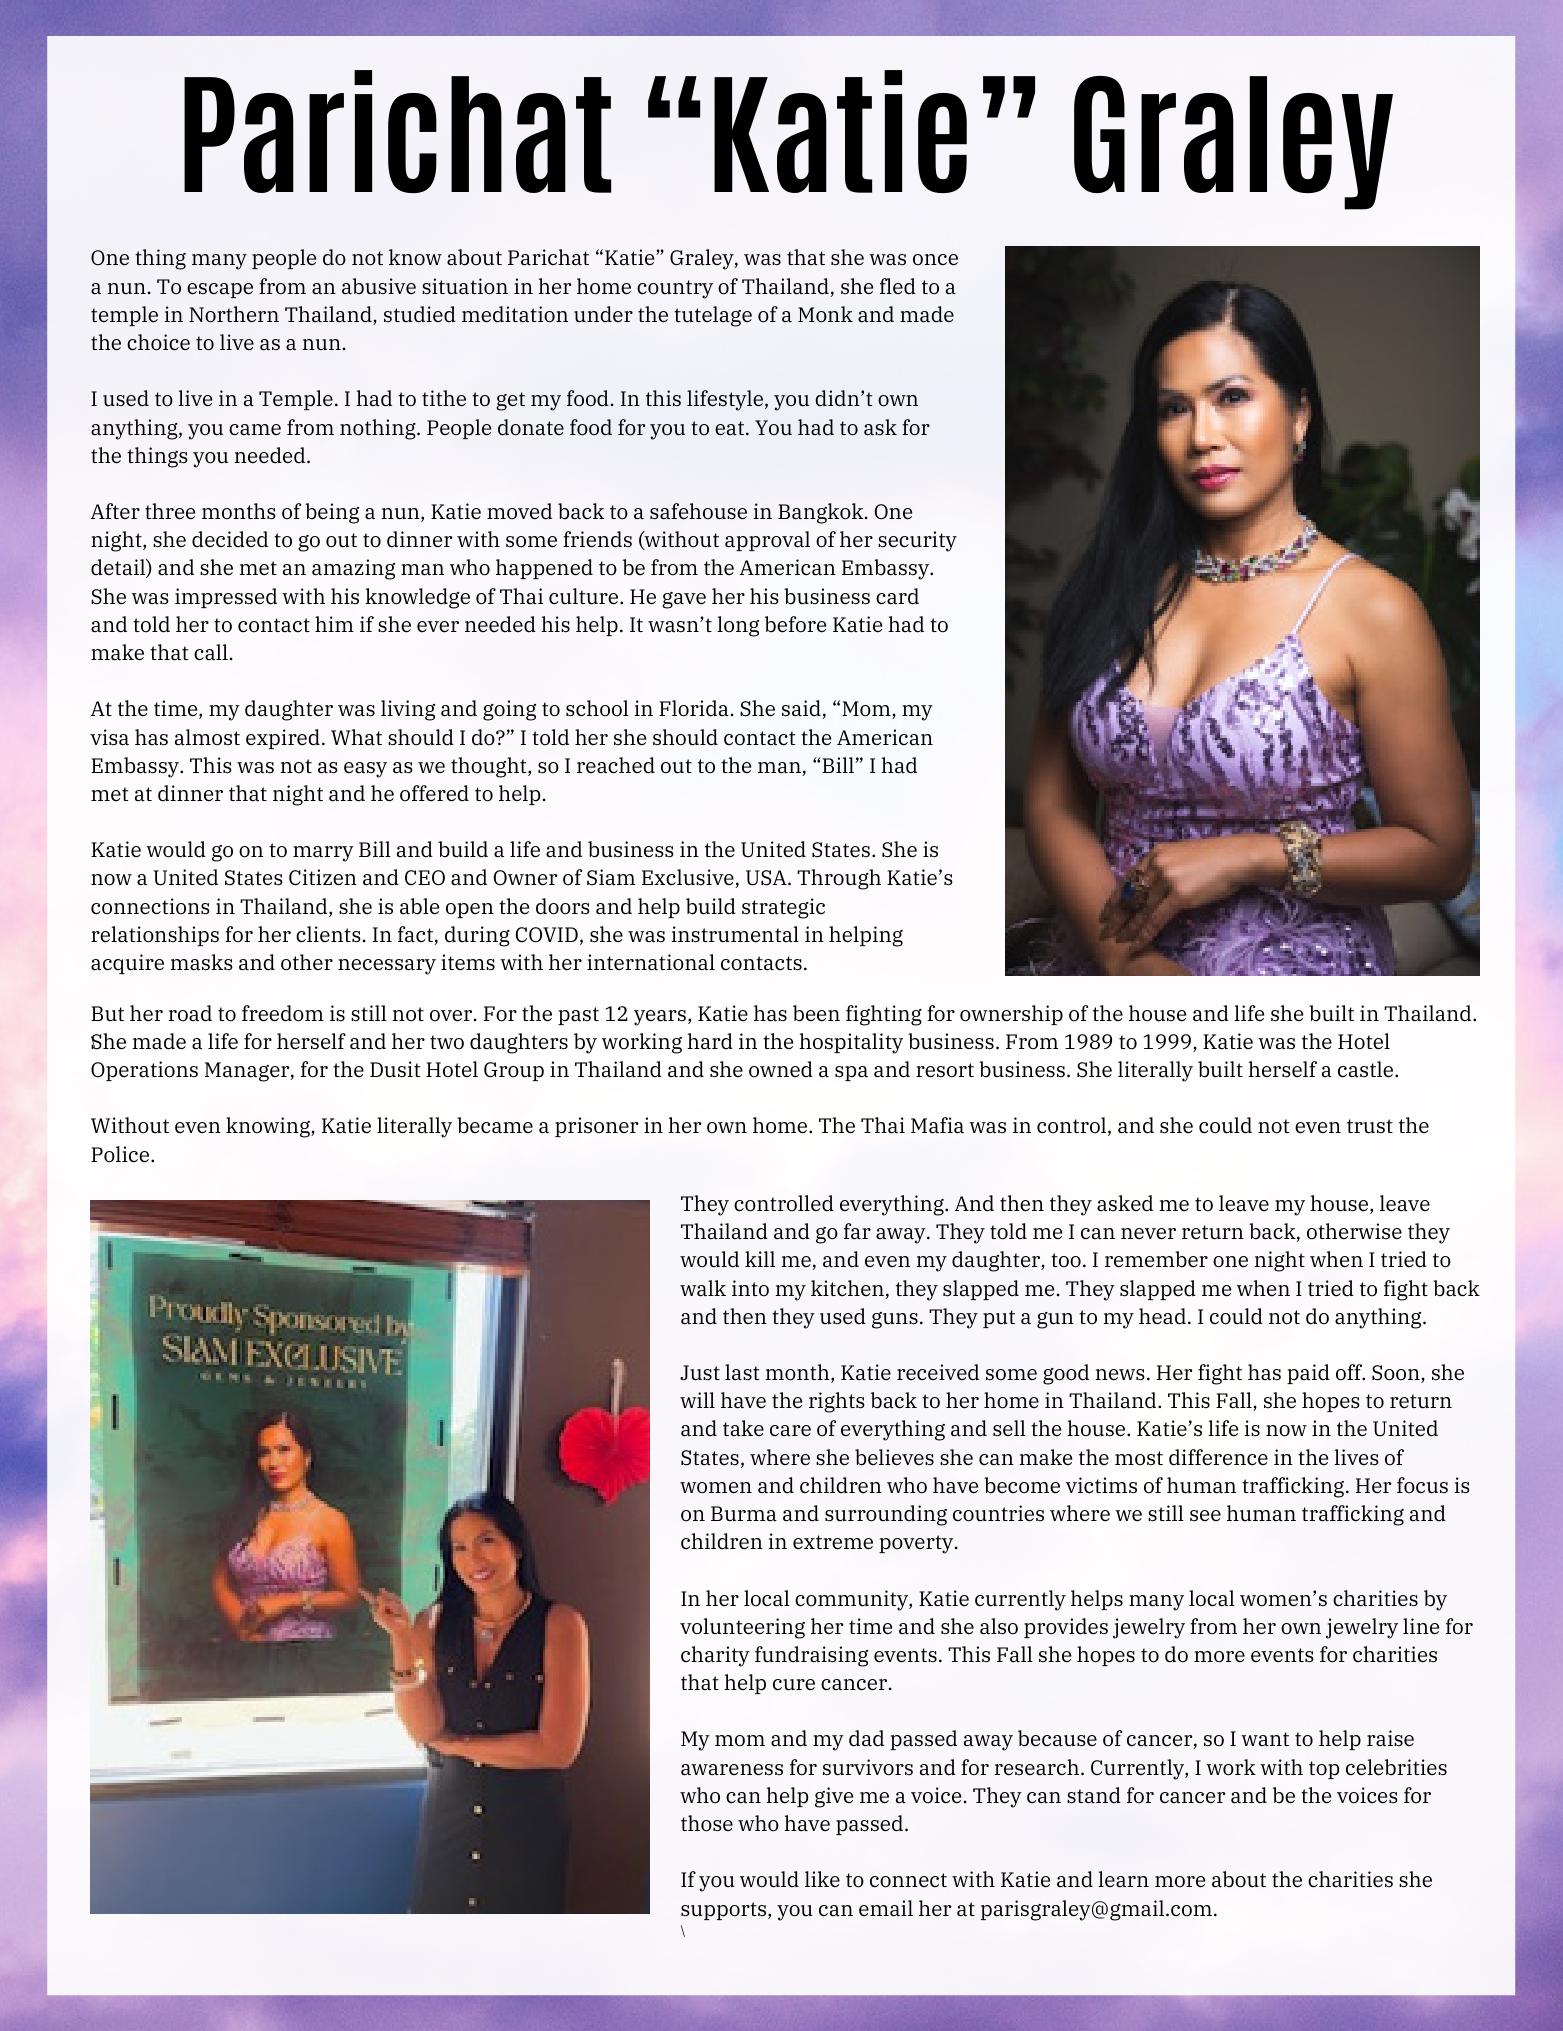 Parichat “Katie” Graley
One thing many people do not know about Parichat “Katie” Graley, was that she was once
a nun. To escape from an abusive situation in her home country of Thailand, she fled to a
temple in Northern Thailand, studied meditation under the tutelage of a Monk and made
the choice to live as a nun.
I used to live in a Temple. I had to tithe to get my food. In this lifestyle, you didn’t own
anything, you came from nothing. People donate food for you to eat. You had to ask for
the things you needed.
After three months of being a nun, Katie moved back to a safehouse in Bangkok. One
night, she decided to go out to dinner with some friends (without approval of her security
detail) and she met an amazing man who happened to be from the American Embassy.
She was impressed with his knowledge of Thai culture. He gave her his business card
and told her to contact him if she ever needed his help. It wasn’t long before Katie had to
make that call.
At the time, my daughter was living and going to school in Florida. She said, “Mom, my
visa has almost expired. What should I do?” I told her she should contact the American
Embassy. This was not as easy as we thought, so I reached out to the man, “Bill” I had
met at dinner that night and he offered to help.
Katie would go on to marry Bill and build a life and business in the United States. She is
now a United States Citizen and CEO and Owner of Siam Exclusive, USA. Through Katie’s
connections in Thailand, she is able open the doors and help build strategic
relationships for her clients. In fact, during COVID, she was instrumental in helping
acquire masks and other necessary items with her international contacts.
But her road to freedom is still not over. For the past 12 years, Katie has been fighting for ownership of the house and life she built in Thailand.
She made a life for herself and her two daughters by working hard in the hospitality business. From 1989 to 1999, Katie was the Hotel
Operations Manager, for the Dusit Hotel Group in Thailand and she owned a spa and resort business. She literally built herself a castle.
Without even knowing, Katie literally became a prisoner in her own home. The Thai Mafia was in control, and she could not even trust the
Police.
Proudly Sponsored by
SIAM EXCLUSIVE
GEMS & JEWELRY
They controlled everything. And then they asked me to leave my house, leave
Thailand and go far away. They told me I can never return back, otherwise they
would kill me, and even my daughter, too. I remember one night when I tried to
walk into my kitchen, they slapped me. They slapped me when I tried to fight back
and then they used guns. They put a gun to my head. I could not do anything.
Just last month, Katie received some good news. Her fight has paid off. Soon, she
will have the rights back to her home in Thailand. This Fall, she hopes to return
and take care of everything and sell the house. Katie’s life is now in the United
States, where she believes she can make the most difference in the lives of
women and children who have become victims of human trafficking. Her focus is
on Burma and surrounding countries where we still see human trafficking and
children in extreme poverty.
In her local community, Katie currently helps many local women’s charities by
volunteering her time and she also provides jewelry from her own jewelry line for
charity fundraising events. This Fall she hopes to do more events for charities
that help cure cancer.
My mom and my dad passed away because of cancer, so I want to help raise
awareness for survivors and for research. Currently, I work with top celebrities
who can help give me a voice. They can stand for cancer and be the voices for
those who have passed.
If you would like to connect with Katie and learn more about the charities she
supports, you can email her at parisgraley@gmail.com.
\